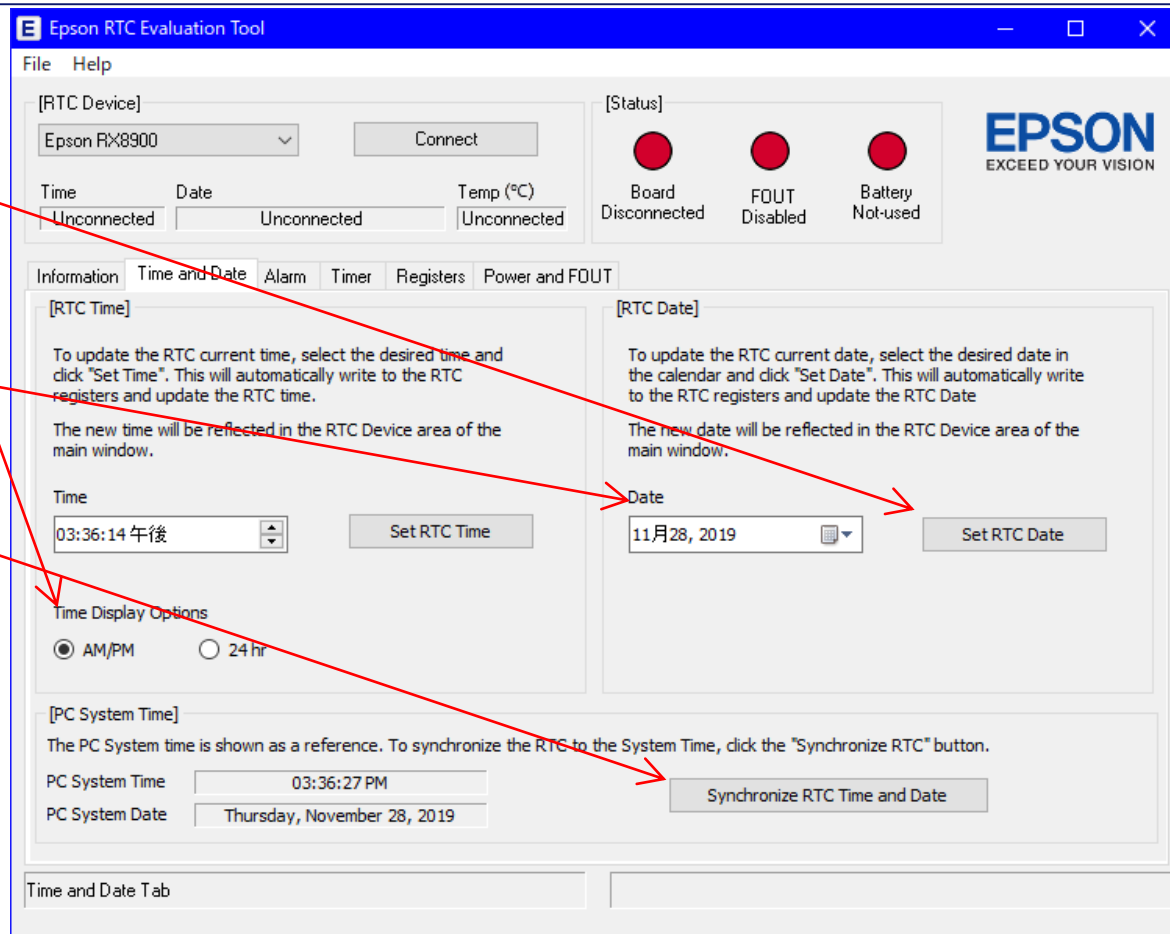 Epson RTC Evaluation Tool
File Help
[RTC Device]
Epson RX8900
Connect
Time Date Temp (°C)
Unconnected Unconnected Unconnected
[Status]
Board Disconnected
FOUT Disabled
Battery Not-used
EPSON
EXCEED YOUR VISION
Information Time and Date Alarm Timer Registers Power and FOUT
[RTC Time]
To update the RTC current time, select the desired time and
click "Set Time". This will automatically write to the RTC
registers and update the RTC time.
The new time will be reflected in the RTC Device area of the
main window.
Time
03:36:14 午後
Set RTC Time
Time Display Options
AM/PM 24 hr
[RTC Date]
To update the RTC current date, select the desired date in
the calendar and click "Set Date". This will automatically write
to the RTC registers and update the RTC Date
The new date will be reflected in the RTC Device area of the
main window.
Date
11月28, 2019
Set RTC Date
[PC System Time]
The PC System time is shown as a reference. To synchronize the RTC to the System Time, click the "Synchronize RTC" button.
PC System Time 03:36:27 PM
PC System Date Thursday, November 28, 2019
Synchronize RTC Time and Date
Time and Date Tab